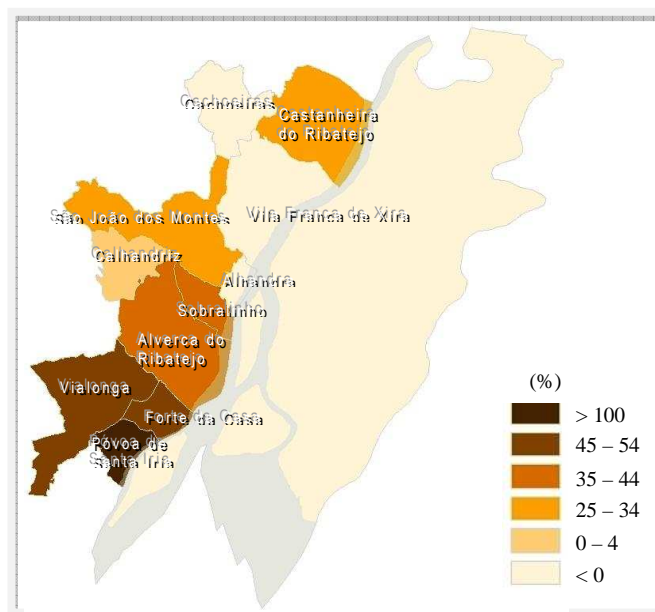 Cachoeiras
Castanheira
do Ribatejo
São João dos Montes
Vila Franca de Xira
Calhandriz
Alhandra
Sobralinho
Alverca do
Ribatejo
Vialonga
Forte da Casa
Póvoa de
Santa Iria
(%)
> 100
45 – 54
35 – 44
25 – 34
0 – 4
< 0